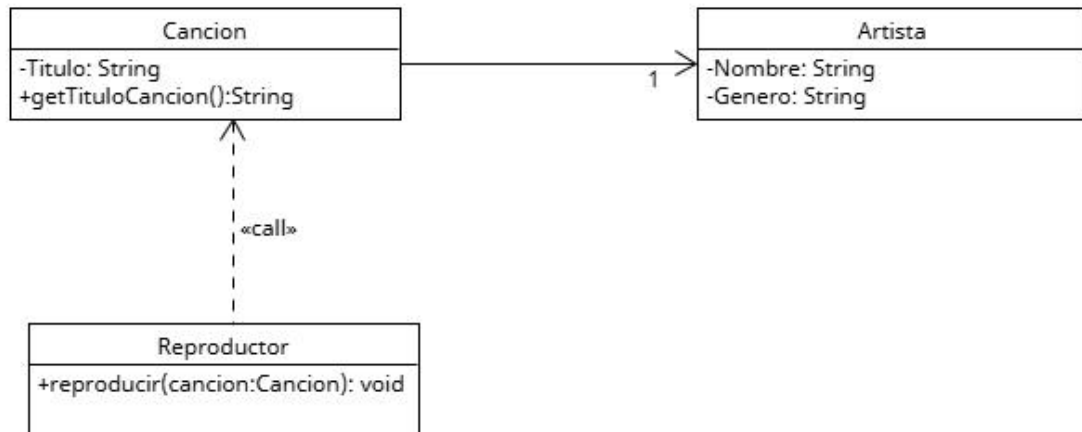 Cancion
-Titulo: String
+getTituloCancion():String
1
Artista
-Nombre: String
-Genero: String
«call»
Reproductor
+reproducir(cancion:Cancion): void